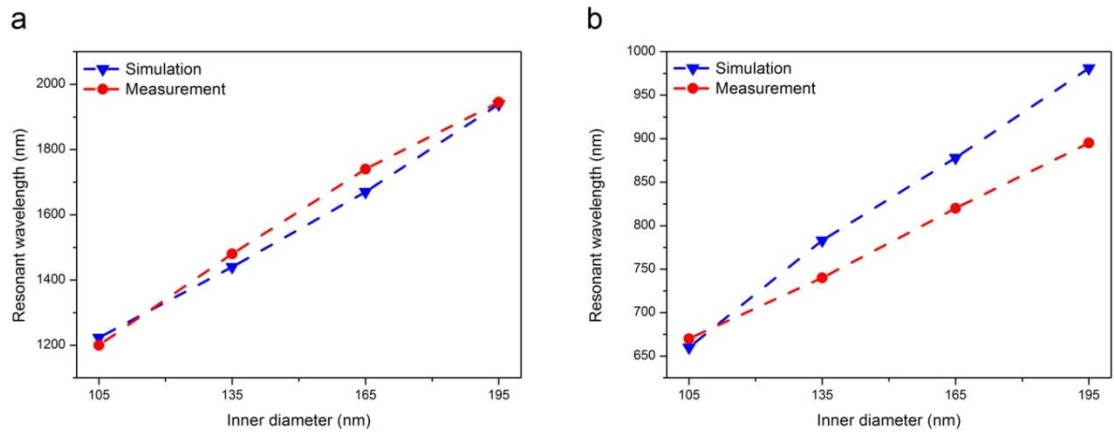 a
Simulation
Measurement
2000
1800
1600
1400
1200
Resonant wavelength (nm)
105 135 165 195
Inner diameter (nm)
b
Simulation
Measurement
1000
950
900
850
800
750
700
650
Resonant wavelength (nm)
105 135 165 195
Inner diameter (nm)